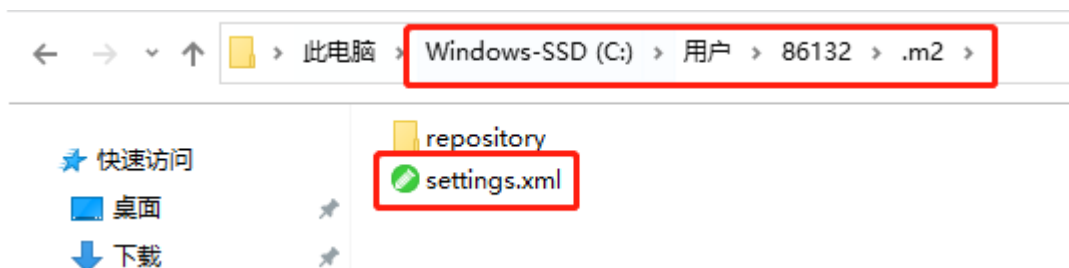 此电脑 > Windows-SSD (C:) > 用户 > 86132 > .m2 >
repository
settings.xml
快速访问
桌面
下载